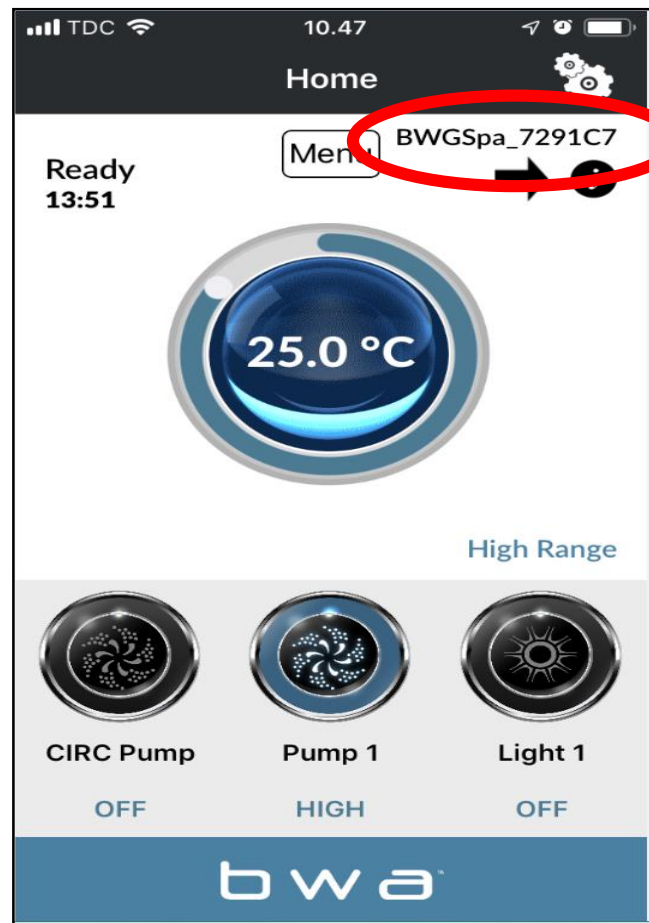 TDC 10.47
Home
BWGSpa_7291C7
Menu
Ready
13:51
25.0 °C
High Range
CIRC Pump Pump 1 Light 1
OFF HIGH OFF
bwa